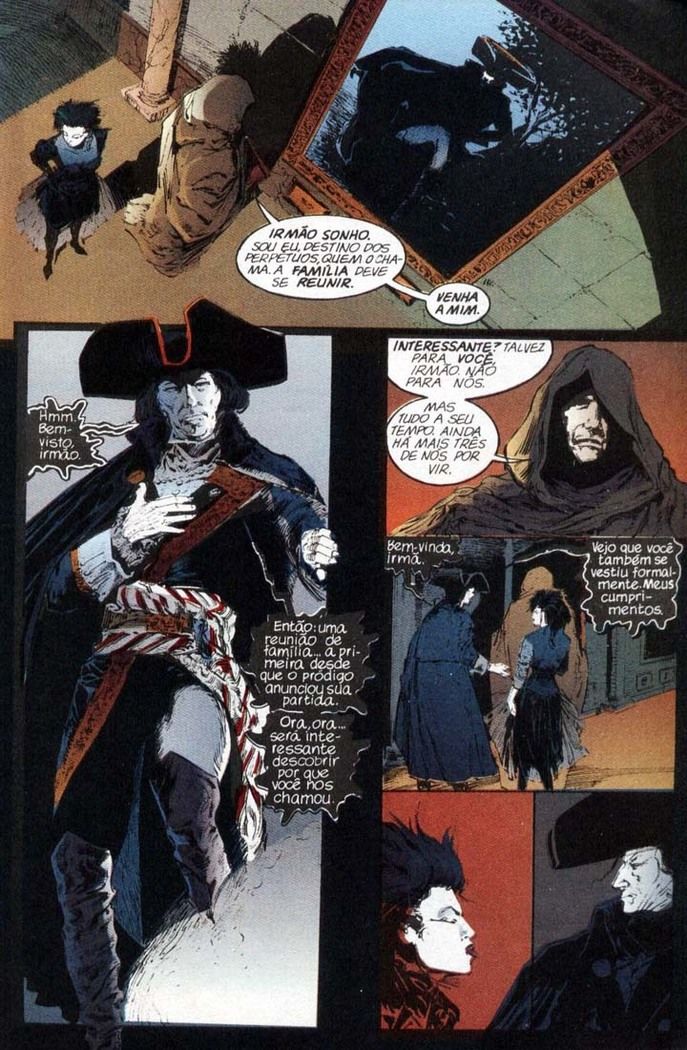 IRMÃO SONHO.
SOU EU, DESTINO DOS
PERPÉTUOS, QUEM O CHA-
MA. A FAMÍLIA DEVE
SE REUNIR.
VENHA
A MIM.
Hmm.
Bem-
visto,
irmão.
Então: uma
reunião de
família... a pri-
meira desde
que o pródigo
anunciou sua
partida.
Ora, ora...
será inte-
ressante
descobrir
por que
você nos
chamou.
INTERESSANTE? TALVEZ
PARA VOCÊ,
IRMÃO. NÃO
PARA NÓS.
MAS
TUDO A SEU
TEMPO. AINDA
HÁ MAIS TRÊS
DE NÓS POR
VIR.
Bem-vinda,
irmã.
Vejo que você
também se
vestiu formal-
mente. Meus
cumpri-
mentos.